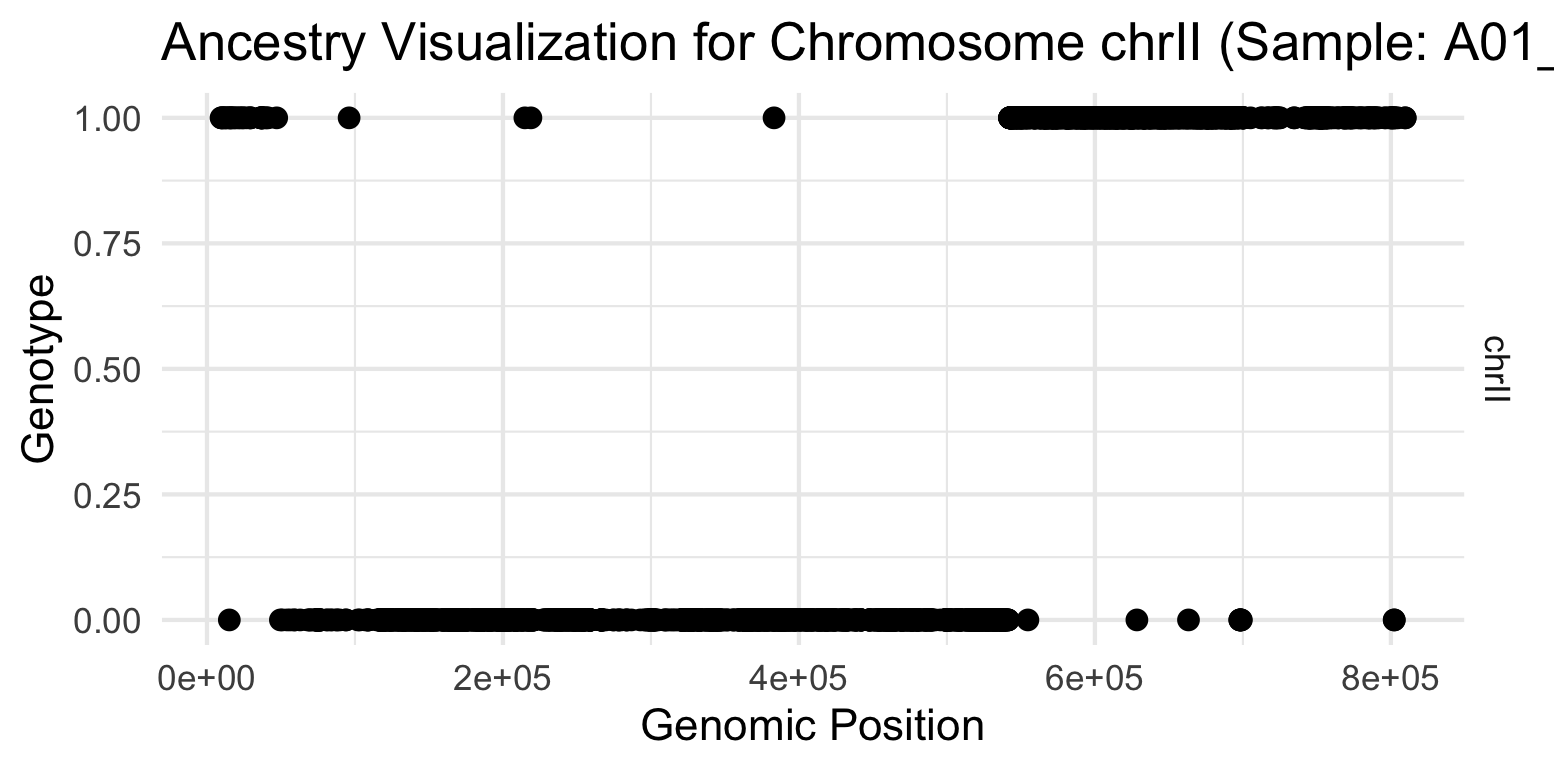 Ancestry Visualization for Chromosome chrII (Sample: A01_
1.00
0.75
0.50
0.25
0.00
Genotype
chrII
0e+00 2e+05 4e+05 6e+05 8e+05
Genomic Position